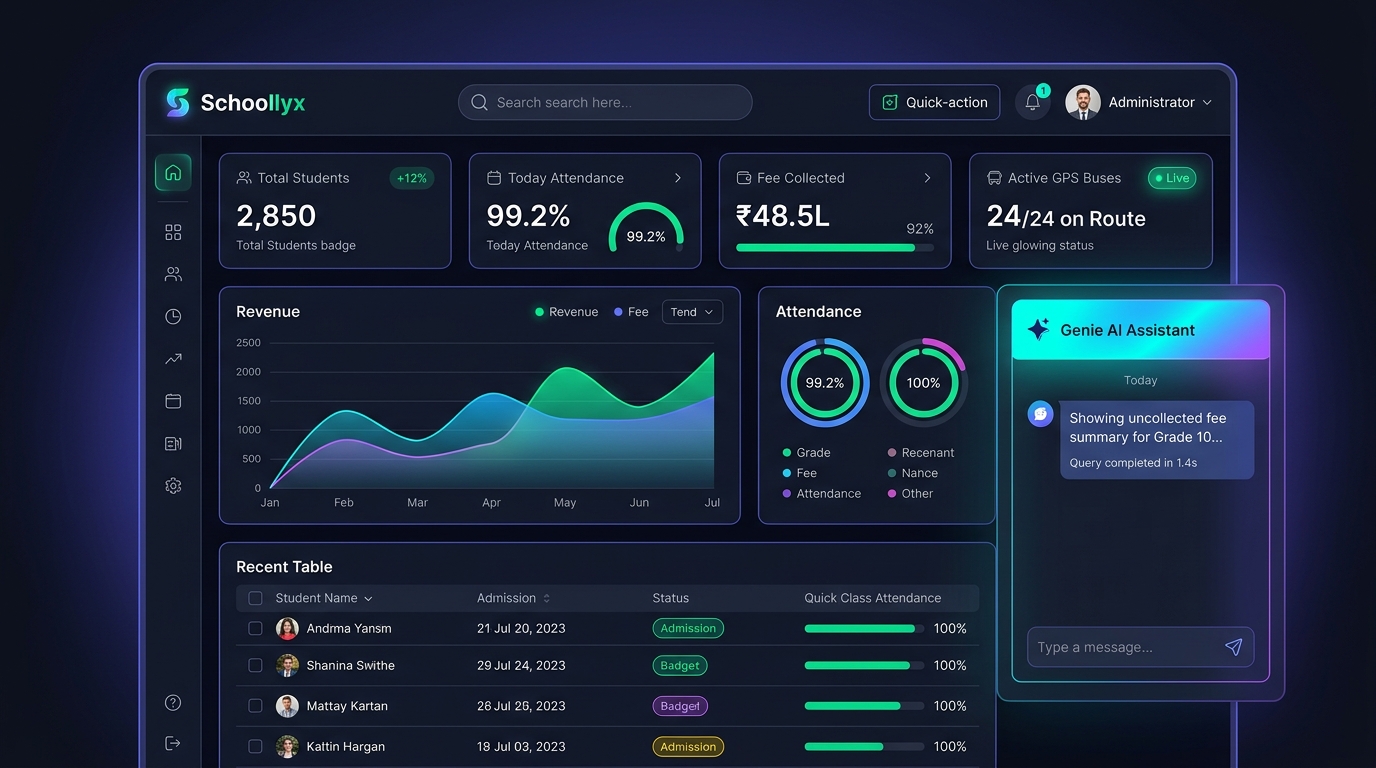 Schoollyx
Search search here...
Quick-action
1
Administrator
Total Students
+12%
2,850
Total Students badge
Today Attendance
99.2%
Today Attendance
99.2%
Fee Collected
₹48.5L
92%
Active GPS Buses
Live
24/24 on Route
Live glowing status
Revenue
Revenue
Fee
Tend
2500
2000
1500
1000
500
0
Jan Feb Mar Apr May Jun Jul
Attendance
99.2%
100%
Grade
Fee
Attendance
Recenant
Nance
Other
Genie AI Assistant
Today
Showing uncollected fee
summary for Grade 10...
Query completed in 1.4s
Type a message...
Recent Table
Student Name Admission Status Quick Class Attendance
Andrma Yansm 21 Jul 20, 2023 Admission 100%
Shanina Swithe 29 Jul 24, 2023 Badget 100%
Mattay Kartan 26 Jul 26, 2023 Badged 100%
Kattin Hargan 18 Jul 03, 2023 Admission 100%